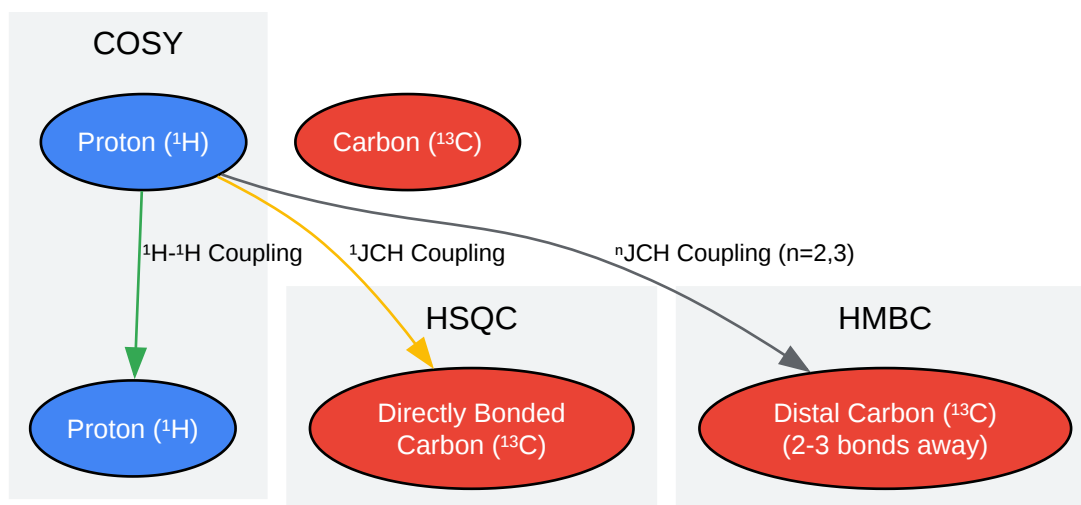 COSY
Proton (¹H)
Carbon (¹³C)
¹H-¹H Coupling
¹JCH Coupling
ⁿJCH Coupling (n=2,3)
HSQC
HMBC
Proton (¹H)
Directly Bonded
Carbon (¹³C)
Distal Carbon (¹³C)
(2-3 bonds away)